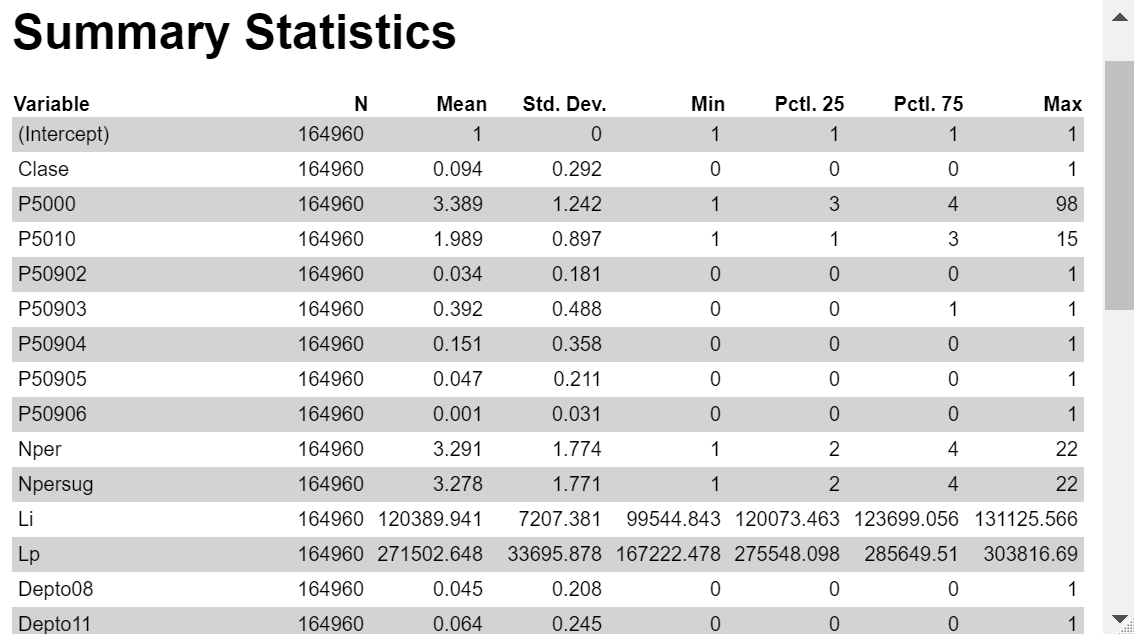 Summary Statistics
Variable N Mean Std. Dev. Min Pctl. 25 Pctl. 75 Max
(Intercept) 164960 1 0 1 1 1 1
Clase 164960 0.094 0.292 0 0 0 1
P5000 164960 3.389 1.242 1 3 4 98
P5010 164960 1.989 0.897 1 1 3 15
P50902 164960 0.034 0.181 0 0 0 1
P50903 164960 0.392 0.488 0 0 1 1
P50904 164960 0.151 0.358 0 0 0 1
P50905 164960 0.047 0.211 0 0 0 1
P50906 164960 0.001 0.031 0 0 0 1
Nper 164960 3.291 1.774 1 2 4 22
Npersug 164960 3.278 1.771 1 2 4 22
Li 164960 120389.941 7207.381 99544.843 120073.463 123699.056 131125.566
Lp 164960 271502.648 33695.878 167222.478 275548.098 285649.51 303816.69
Depto08 164960 0.045 0.208 0 0 0 1
Depto11 164960 0.064 0.245 0 0 0 1